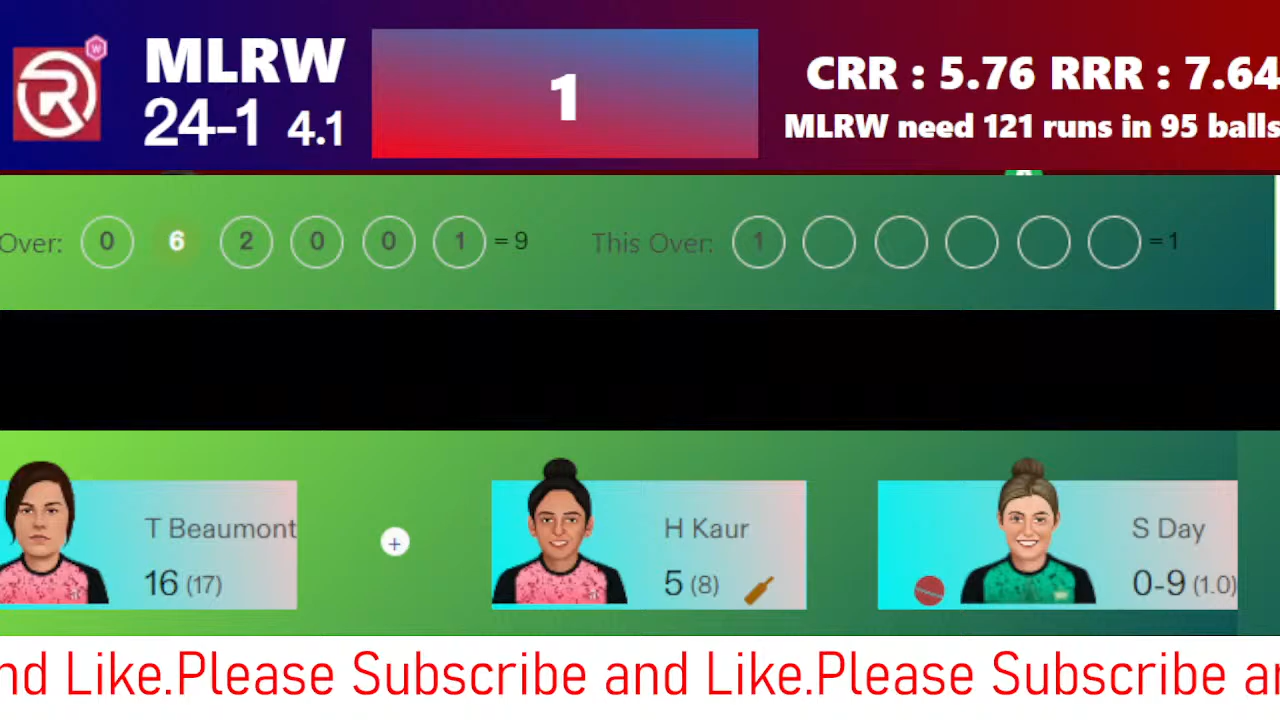 W
MLRW
24-1 4.1
1
CRR : 5.76 RRR : 7.64
MLRW need 121 runs in 95 balls
Over: 0 6 2 0 0 1 = 9 This Over: 1 = 1
T Beaumont
16 (17)
+
H Kaur
5 (8)
S Day
0-9 (1.0)
nd Like.Please Subscribe and Like.Please Subscribe an